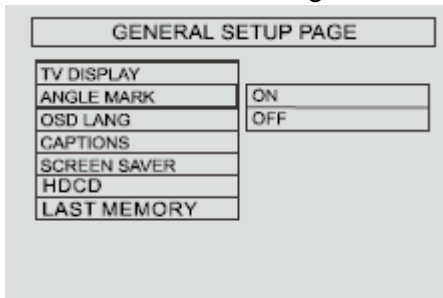 GENERAL SETUP PAGE
TV DISPLAY
ANGLE MARK ON
OSD LANG OFF
CAPTIONS
SCREEN SAVER
HDCD
LAST MEMORY